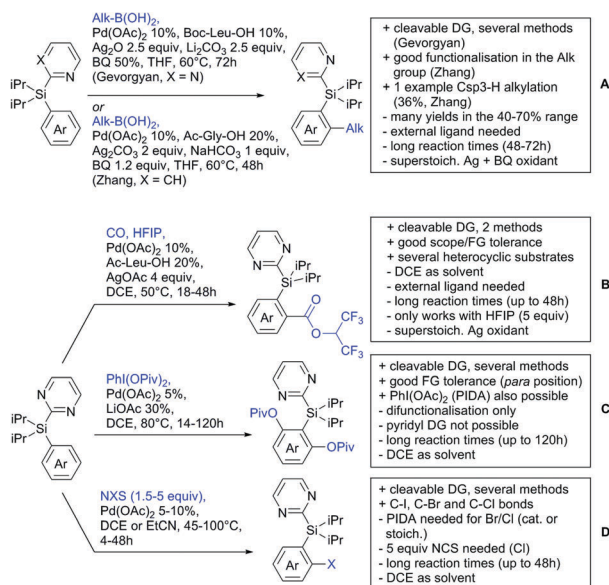 Alk-B(OH)2,
Pd(OAc)2 10%, Boc-Leu-OH 10%,
Ag2O 2.5 equiv, Li2CO3 2.5 equiv,
BQ 50%, THF, 60°C, 72h
(Gevorgyan, X = N)
or
Alk-B(OH)2,
Pd(OAc)2 10%, Ac-Gly-OH 20%,
Ag2CO3 2 equiv, NaHCO3 1 equiv,
BQ 1.2 equiv, THF, 60°C, 48h
(Zhang, X = CH)
X N
iPr Si
iPr
Ar
X N
Si iPr
iPr
Ar Alk
+ cleavable DG, several methods
(Gevorgyan)
+ good functionalisation in the Alk
group (Zhang)
+ 1 example Csp3-H alkylation
(36%, Zhang)
- many yields in the 40-70% range
- external ligand needed
- long reaction times (48-72h)
- superstoich. Ag + BQ oxidant
A
CO, HFIP,
Pd(OAc)2 10%,
Ac-Leu-OH 20%,
AgOAc 4 equiv,
DCE, 50°C, 18-48h
N N
Si iPr
iPr
O
Ar
O CF3
CF3
+ cleavable DG, 2 methods
+ good scope/FG tolerance
+ several heterocyclic substrates
- DCE as solvent
- external ligand needed
- long reaction times (up to 48h)
- only works with HFIP (5 equiv)
- superstoich. Ag oxidant
B
N N
iPr Si
iPr
Ar
PhI(OPiv)2,
Pd(OAc)2 5%,
LiOAc 30%,
DCE, 80°C, 14-120h
N N
PivO Si iPr
iPr
Ar OPiv
+ cleavable DG, several methods
+ good FG tolerance (para position)
+ PhI(OAc)2 (PIDA) also possible
- difunctionalisation only
- pyridyl DG not possible
- long reaction times (up to 120h)
- DCE as solvent
C
NXS (1.5-5 equiv),
Pd(OAc)2 5-10%,
DCE or EtCN, 45-100°C,
4-48h
N N
Si iPr
iPr
Ar X
+ cleavable DG, several methods
+ C-I, C-Br and C-Cl bonds
- PIDA needed for Br/Cl (cat. or
stoich.)
- 5 equiv NCS needed (Cl)
- long reaction times (up to 48h)
- DCE as solvent
D